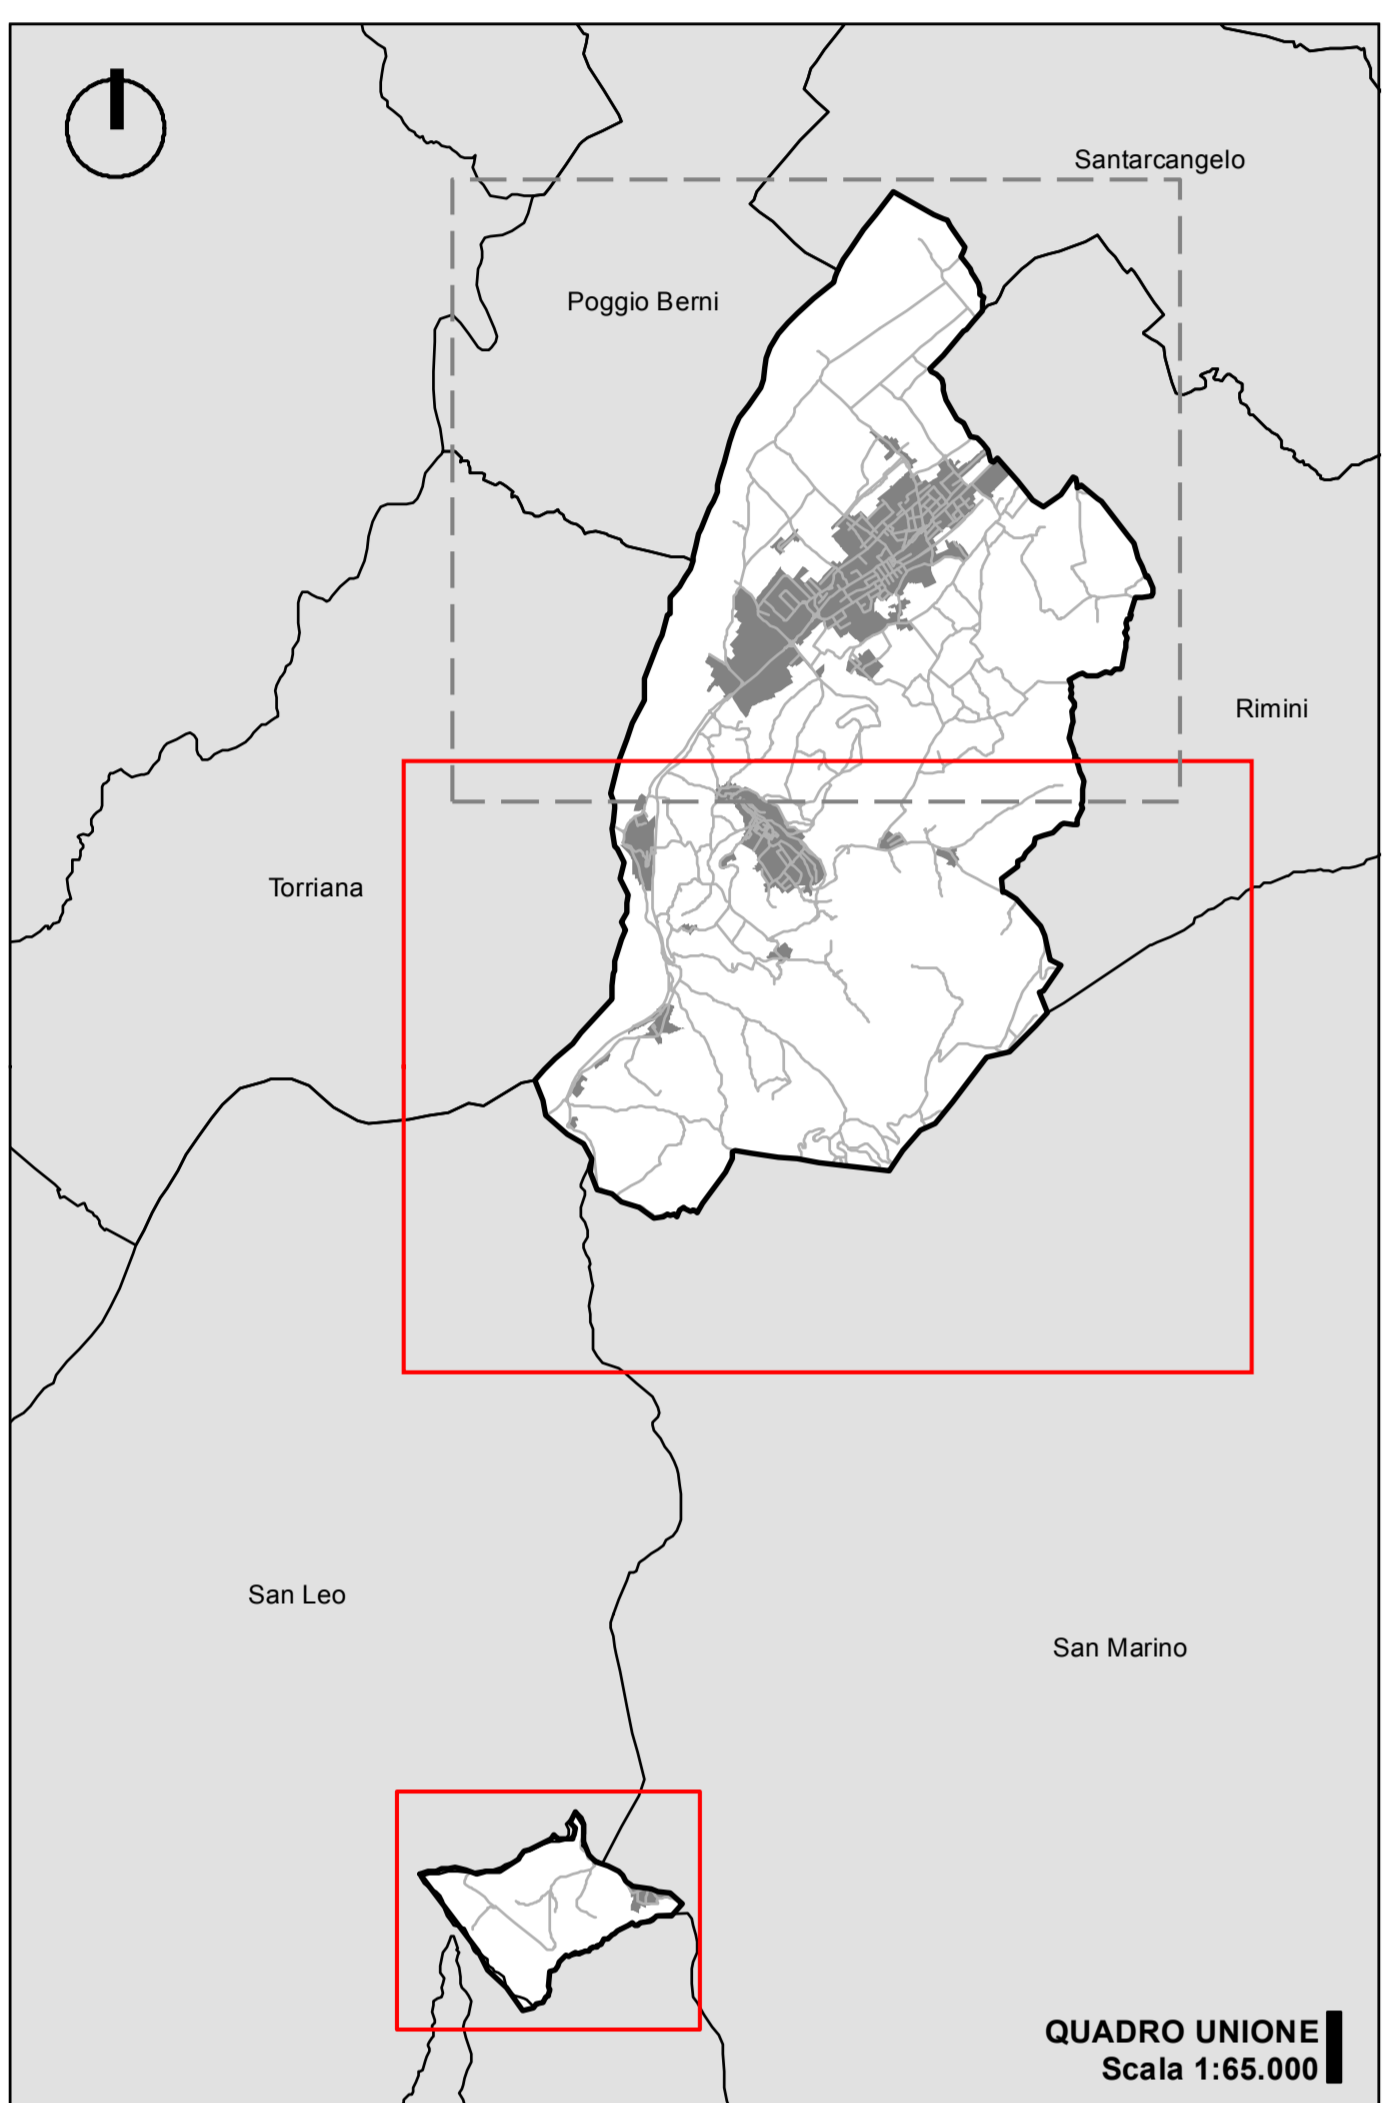 Santarcangelo
Poggio Berni
Rimini
Torriana
San Leo
San Marino
QUADRO UNIONE
Scala 1:65.000